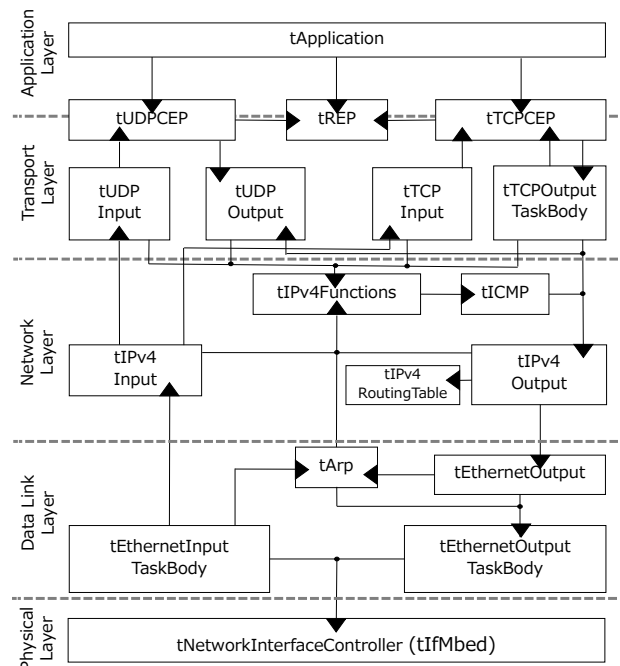 Application
Layer
tApplication
tUDPCEP
tREP
tTCPCEP
Transport
Layer
tUDP
Input
tUDP
Output
tTCP
Input
tTCPOutput
TaskBody
Network
Layer
tIPv4Functions
tICMP
tIPv4
Input
tIPv4
RoutingTable
tIPv4
Output
Data Link
Layer
tArp
tEthernetOutput
tEthernetInput
TaskBody
tEthernetOutput
TaskBody
Physical
Layer
tNetworkInterfaceController (tIfMbed)